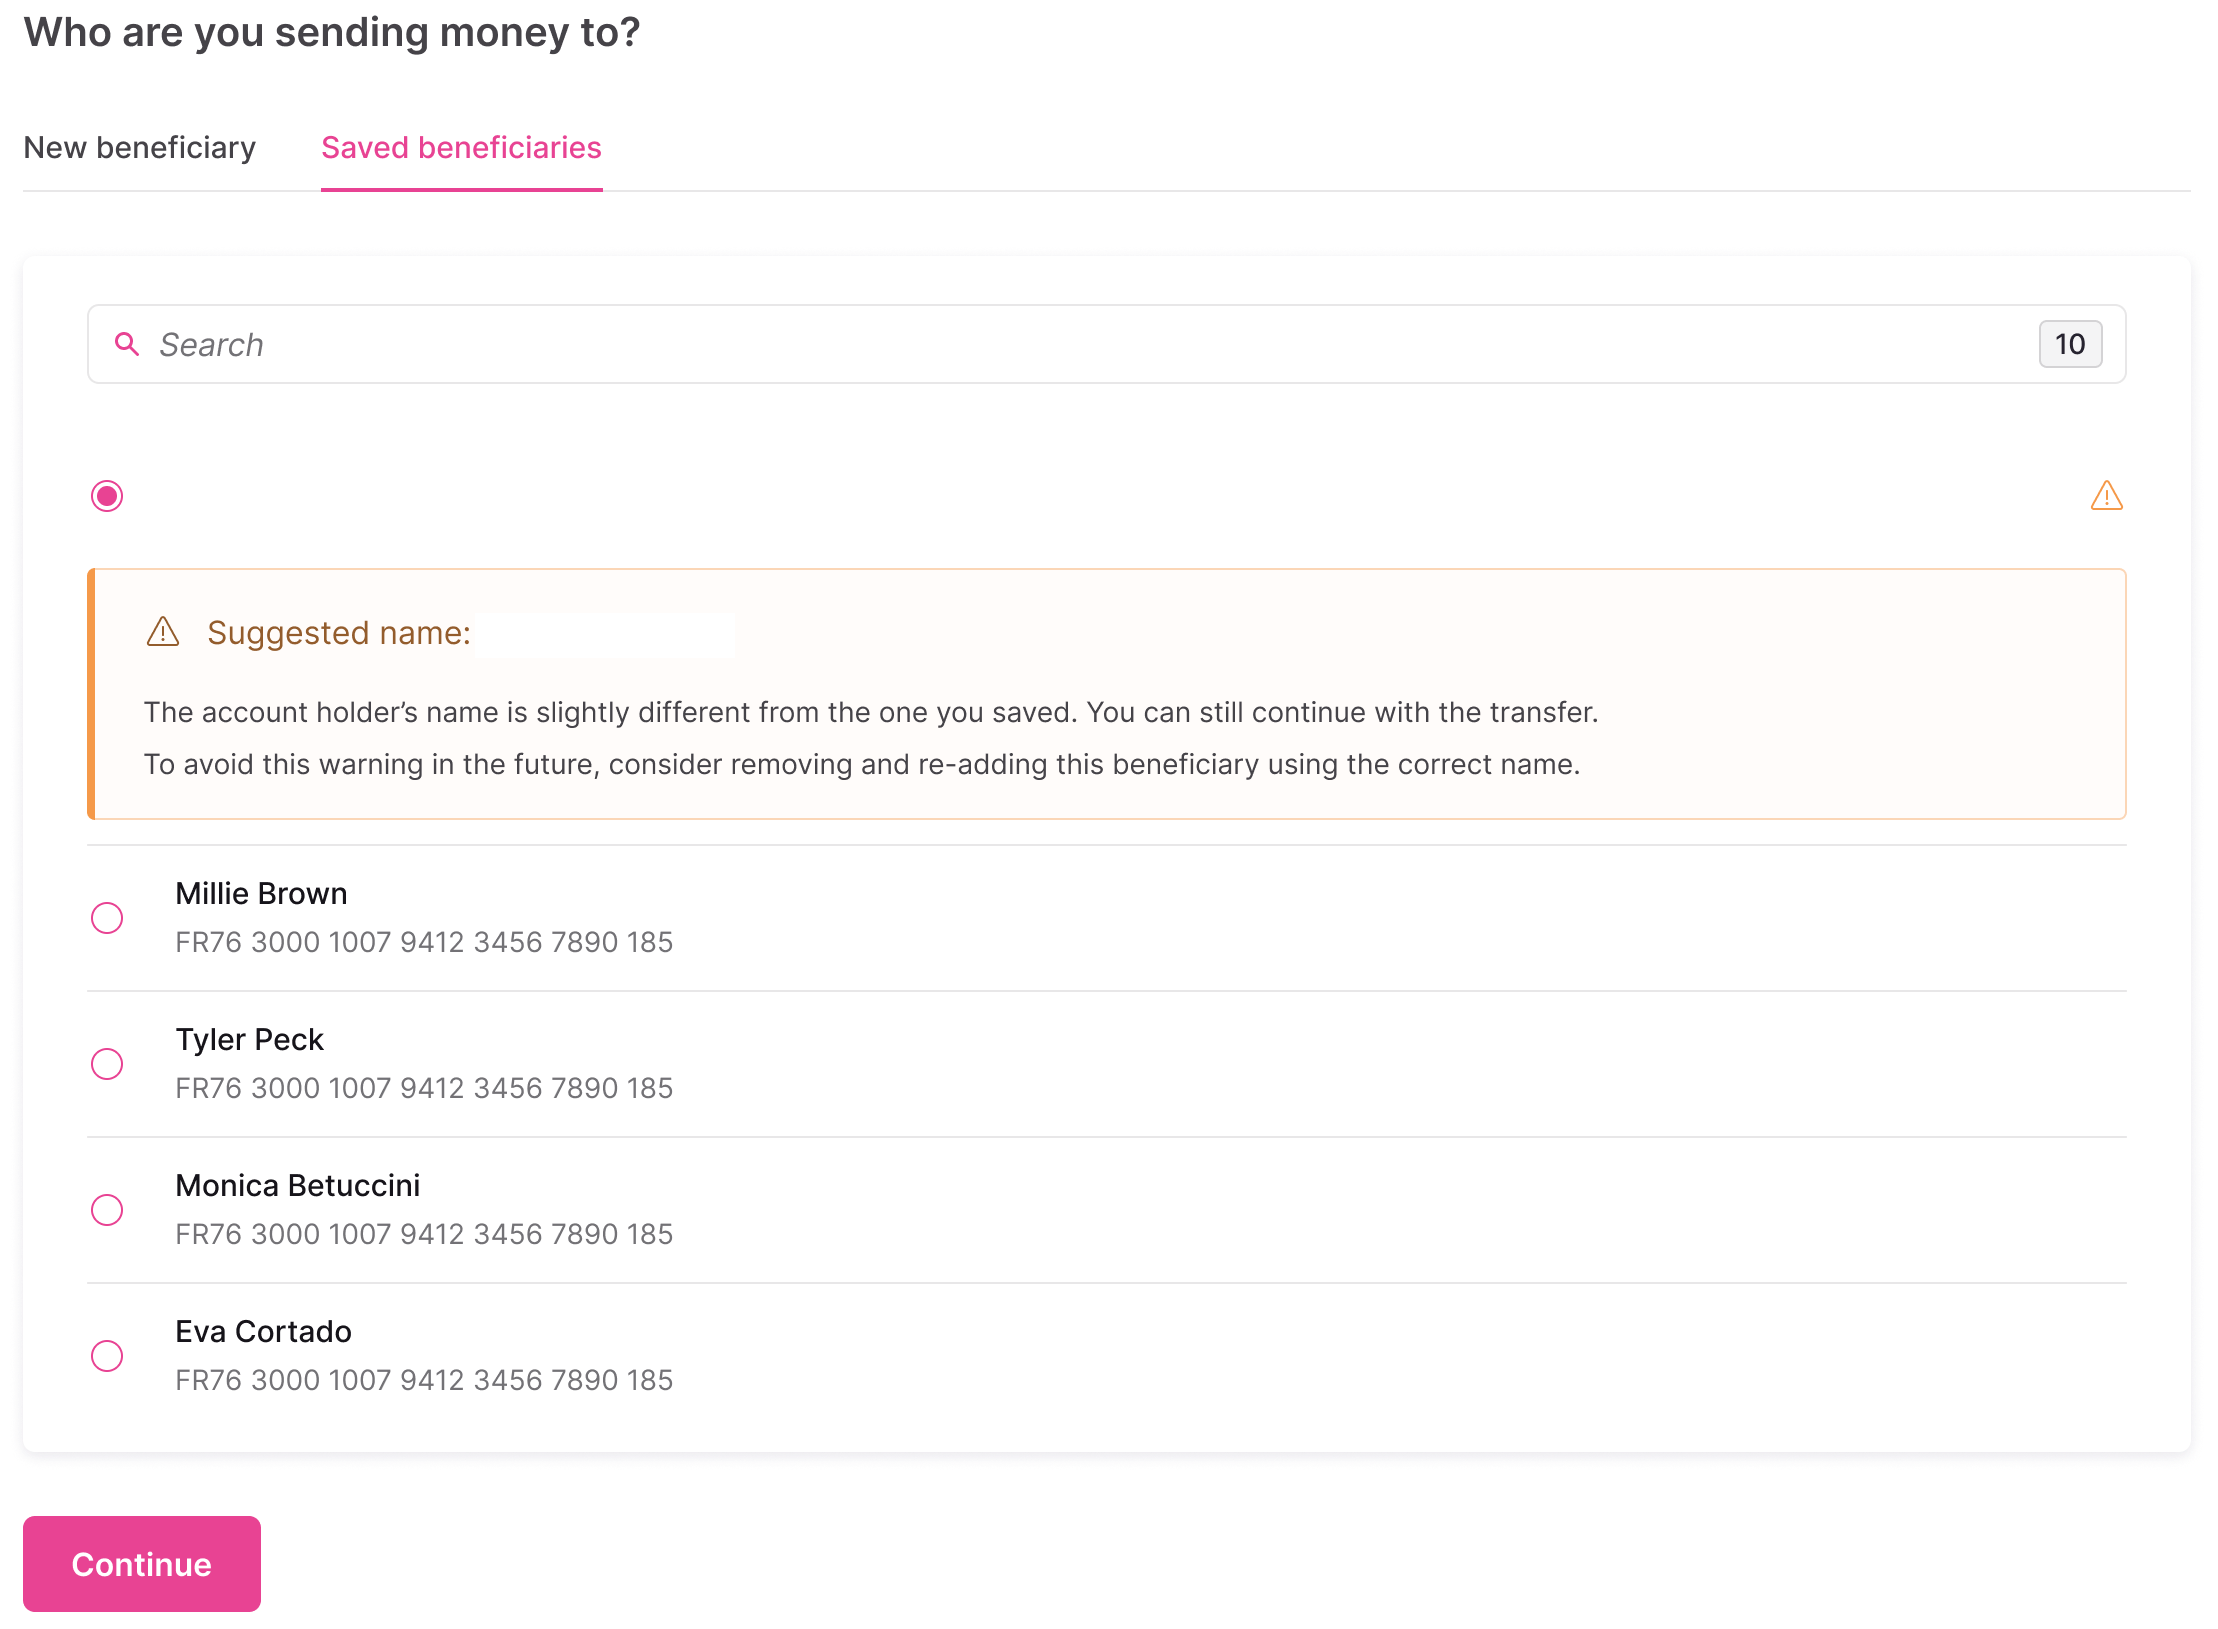 Who are you sending money to?
New beneficiary Saved beneficiaries
Search 10
Suggested name:
The account holder’s name is slightly different from the one you saved. You can still continue with the transfer.
To avoid this warning in the future, consider removing and re-adding this beneficiary using the correct name.
Millie Brown
FR76 3000 1007 9412 3456 7890 185
Tyler Peck
FR76 3000 1007 9412 3456 7890 185
Monica Betuccini
FR76 3000 1007 9412 3456 7890 185
Eva Cortado
FR76 3000 1007 9412 3456 7890 185
Continue